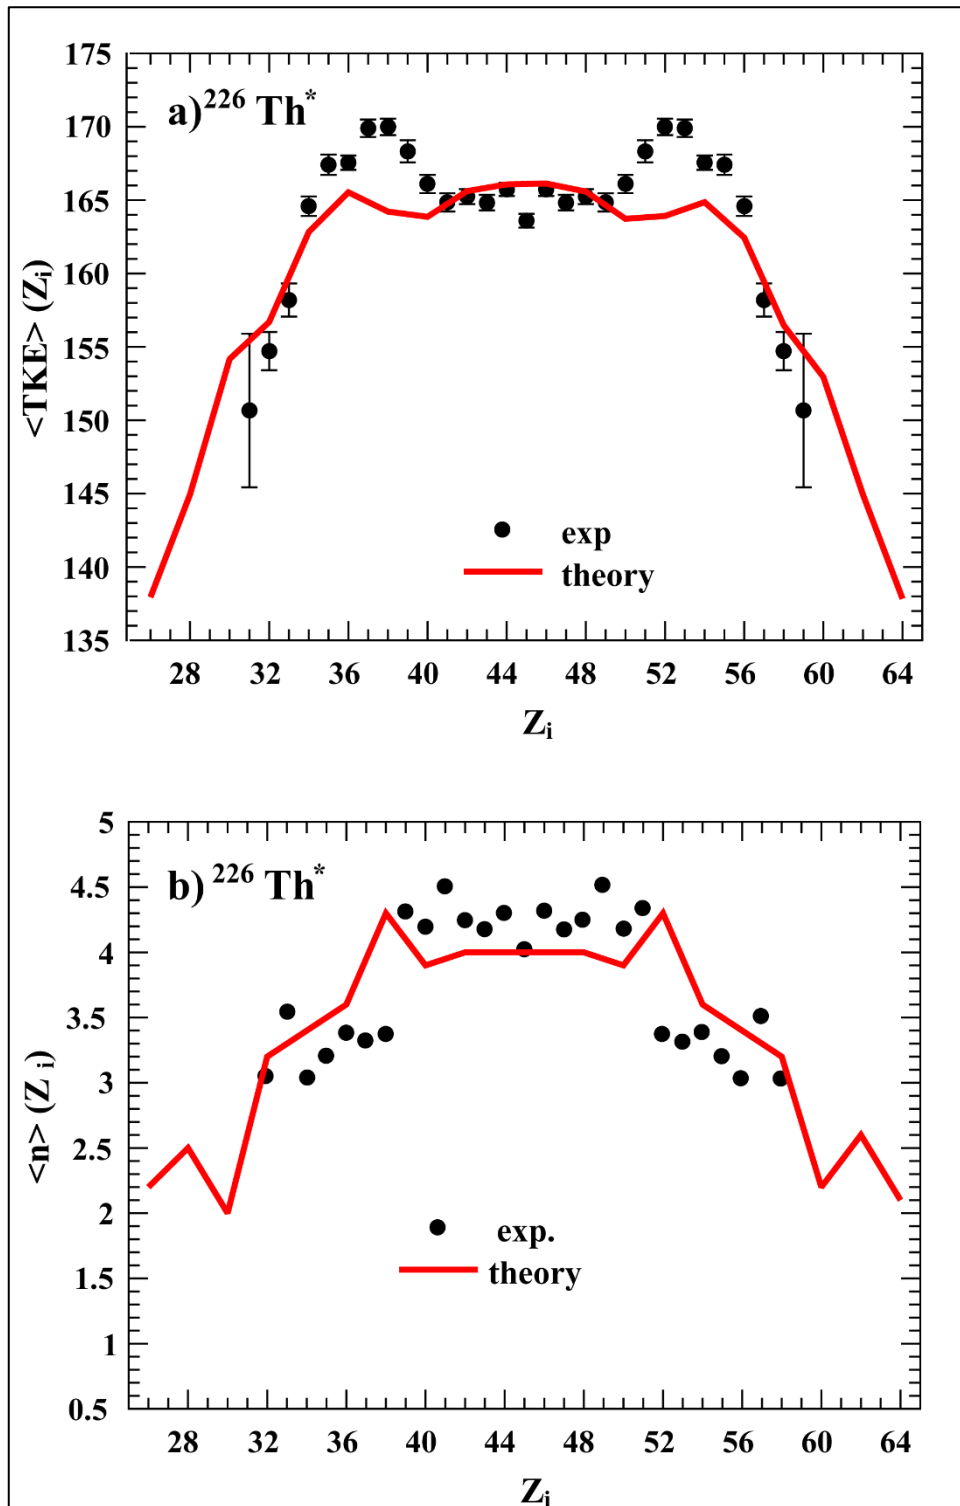 a) ²²⁶ Th*
<TKE> (Zᵢ)
175
170
165
160
155
150
145
140
135
exp
theory
28 32 36 40 44 48 52 56 60 64
Zᵢ
b) ²²⁶ Th*
<n> (Z ᵢ)
5
4.5
4
3.5
3
2.5
2
1.5
1
0.5
exp.
theory
28 32 36 40 44 48 52 56 60 64
Zᵢ